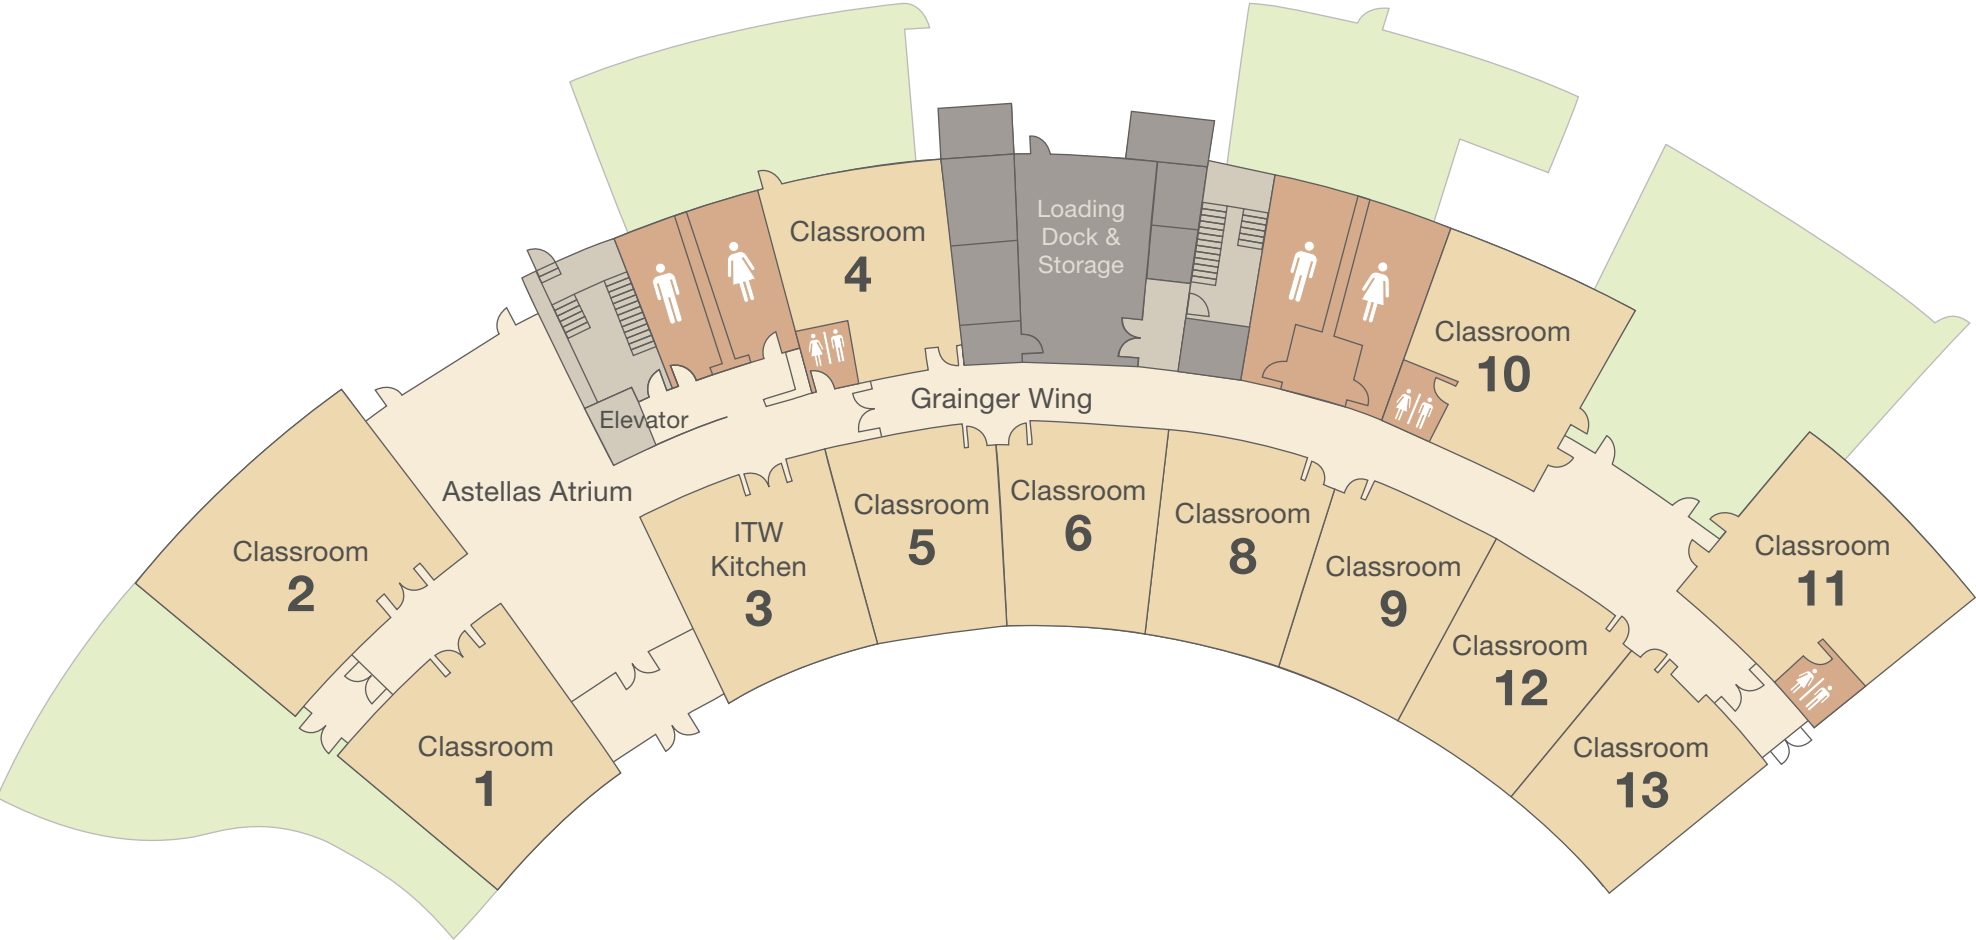 Loading
Dock &
Storage
Classroom
4
Classroom
10
Grainger Wing
Elevator
Astellas Atrium
Classroom
2
Classroom
1
ITW
Kitchen
3
Classroom
5
Classroom
6
Classroom
8
Classroom
9
Classroom
12
Classroom
11
Classroom
13